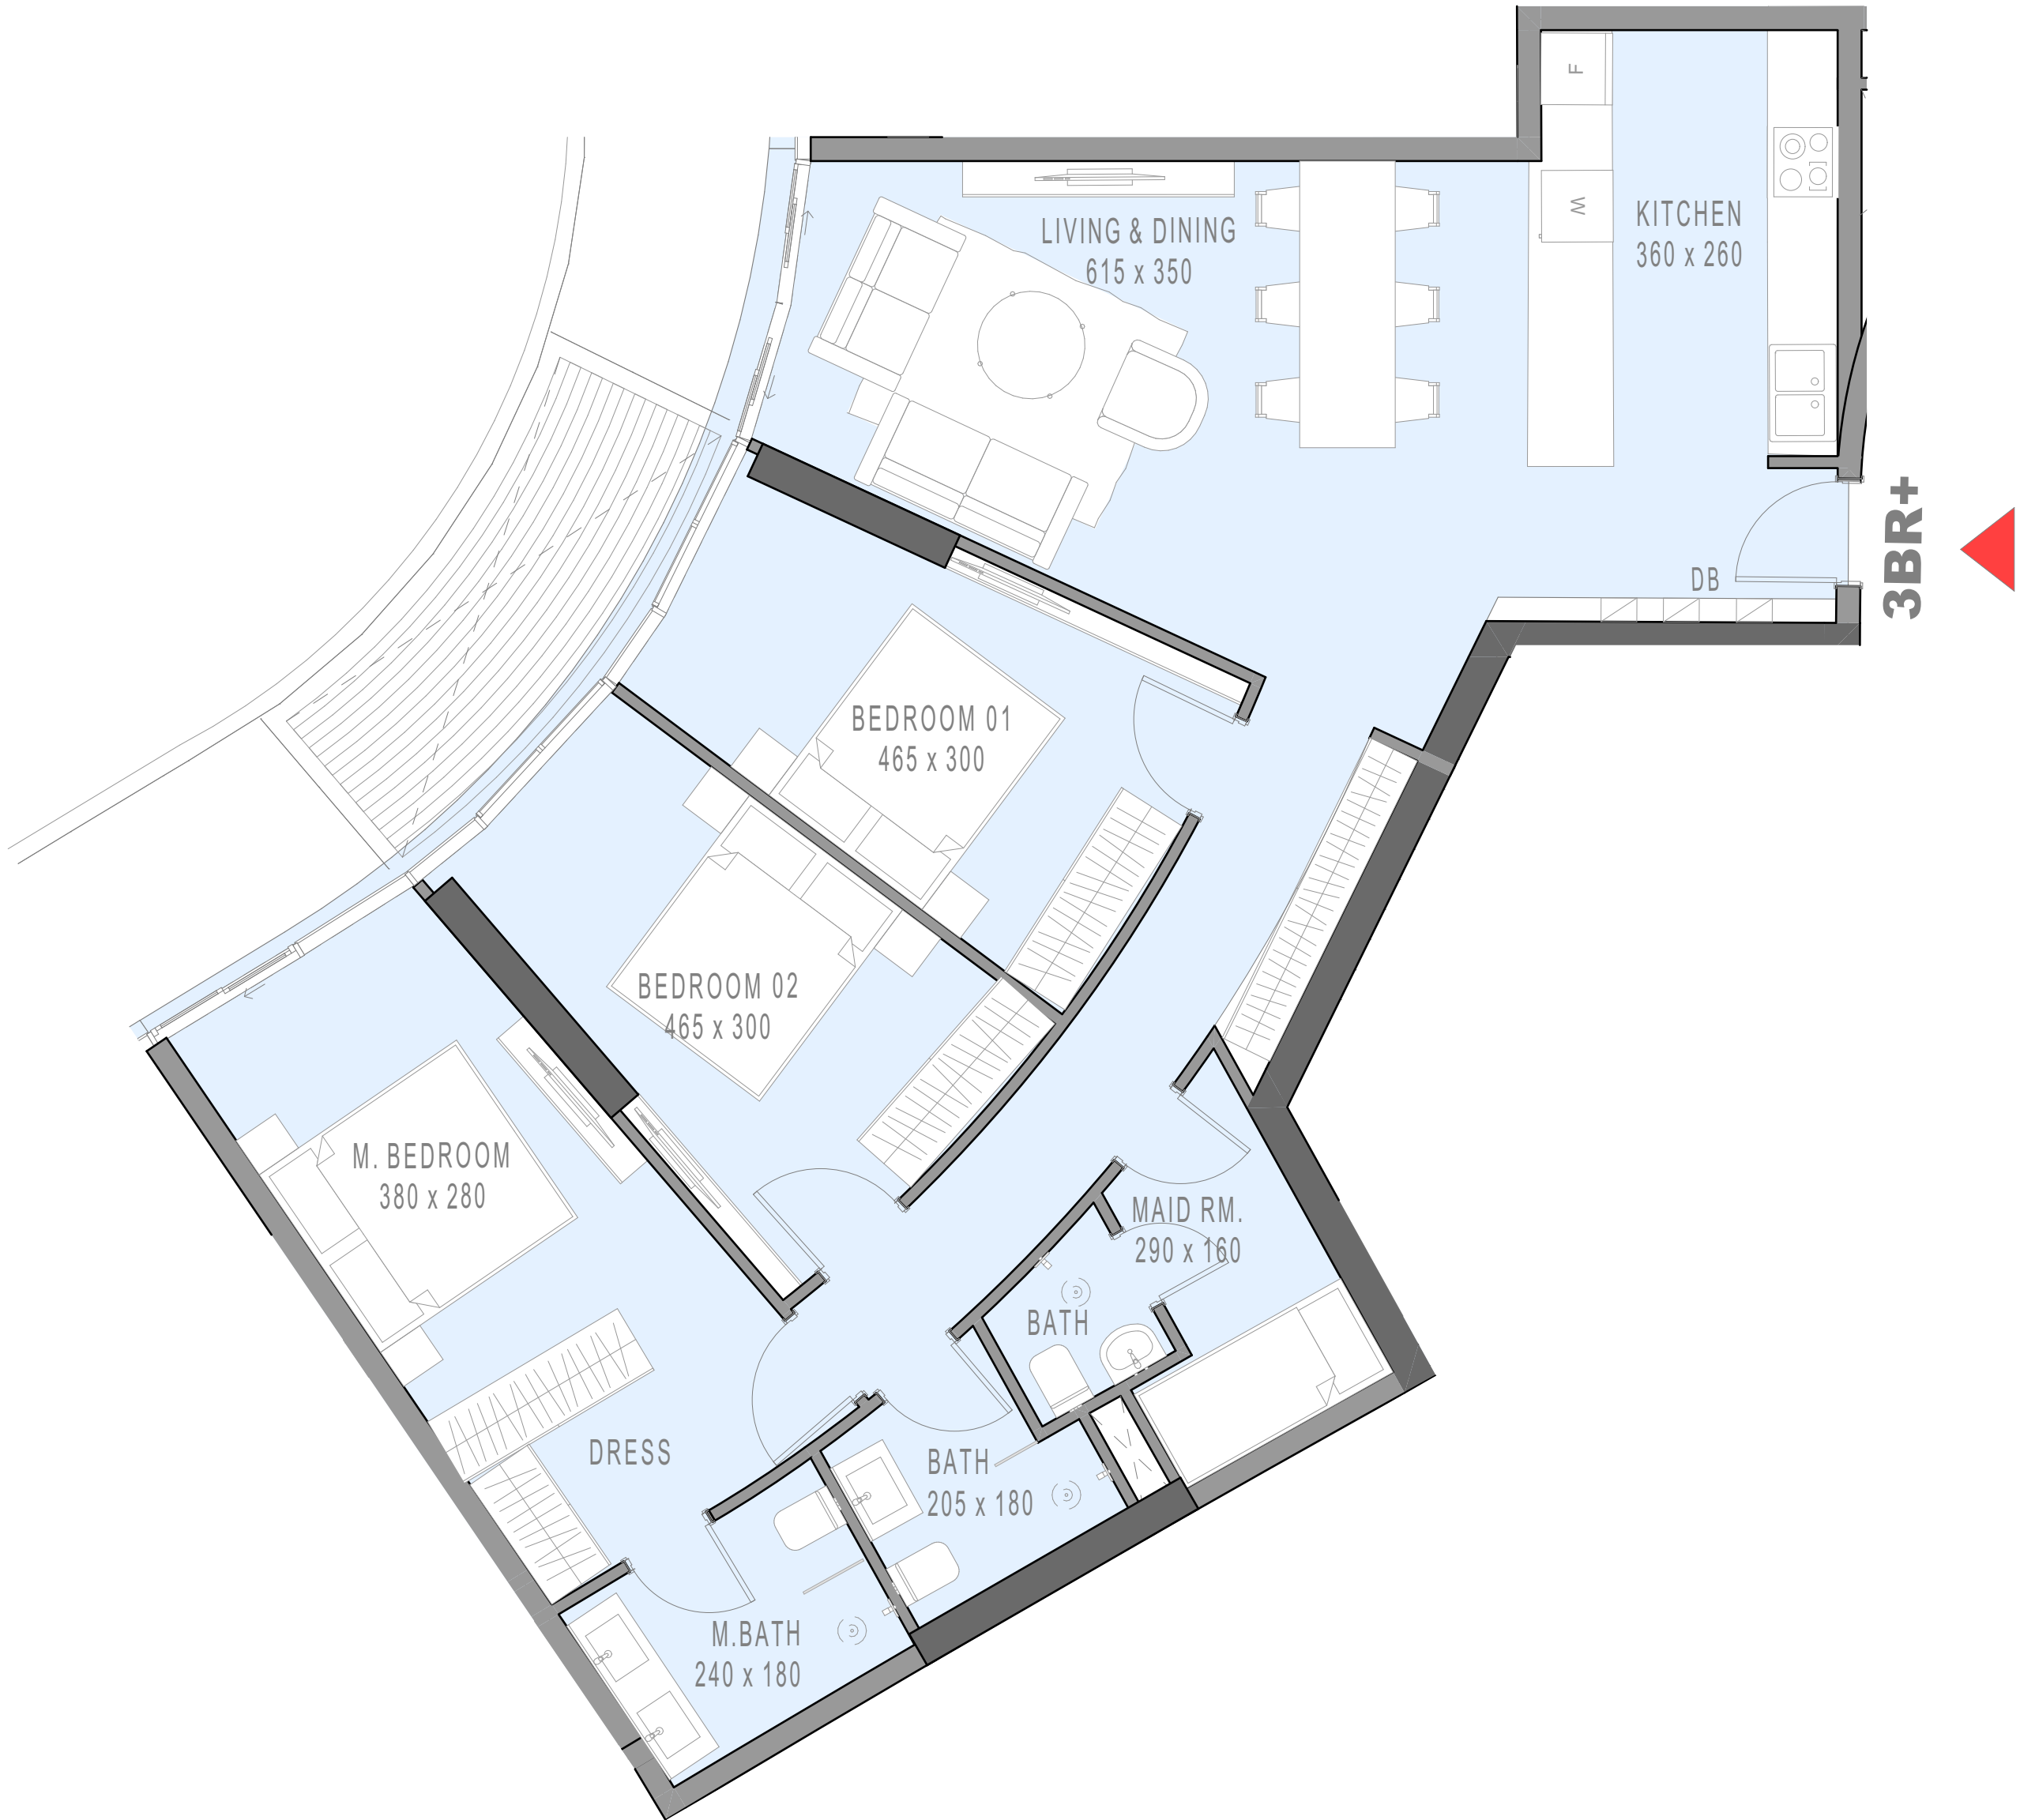 F
W
KITCHEN
360 x 260
LIVING & DINING
615 x 350
3BR+
DB
BEDROOM 01
465 x 300
BEDROOM 02
465 x 300
M. BEDROOM
380 x 280
MAID RM.
290 x 160
BATH
DRESS
BATH
205 x 180
M.BATH
240 x 180